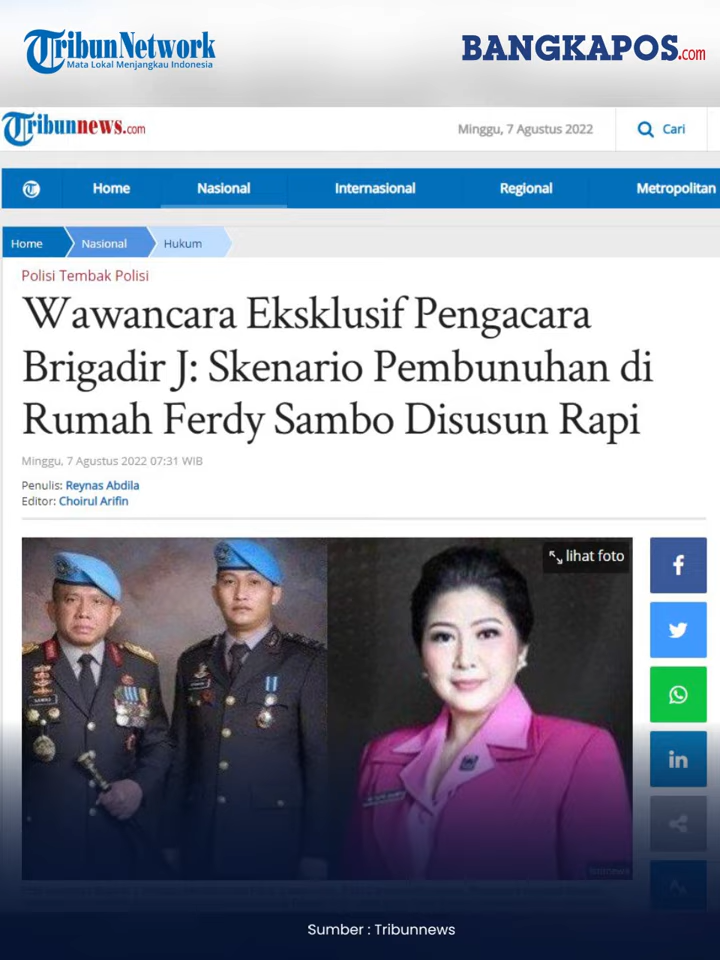 TribunNetwork
Mata Lokal Menjangkau Indonesia
BANGKAPOS.com
Tribunnews.com
Minggu, 7 Agustus 2022
Cari
Home
Nasional
Internasional
Regional
Metropolitan
Home
Nasional
Hukum
Polisi Tembak Polisi
Wawancara Eksklusif Pengacara
Brigadir J: Skenario Pembunuhan di
Rumah Ferdy Sambo Disusun Rapi
Minggu, 7 Agustus 2022 07:31 WIB
Penulis: Reynas Abdila
Editor: Choirul Arifin
lihat foto
Sumber : Tribunnews